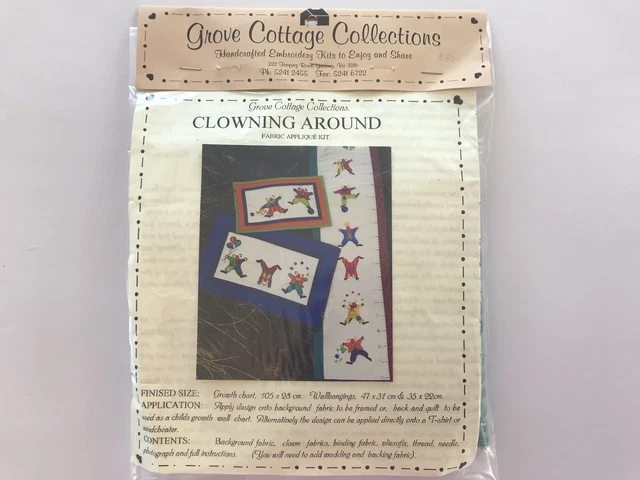 Grove Cottage Collections
Handcrafted Embroidery Kits to Enjoy and Share
Ph: 5241 2455 Fax: 5241 6722
Grove Cottage Collections.
CLOWNING AROUND
FABRIC APPLIQUÉ KIT.
FINISED SIZE: Growth chart, 105 x 28 cm. Wallhangings, 47 x 31 cm & 35 x 22cm.
APPLICATION: Apply design onto background fabric to be framed or, back and quilt to be
used as a childs growth wall chart. Alternatively the design can be applied directly onto a T-shirt or
windcheater.
CONTENTS: Background fabric, clown fabrics, binding fabric, vliesofix, thread, needle,
photograph and full instructions. (You will need to add wadding and backing fabric).